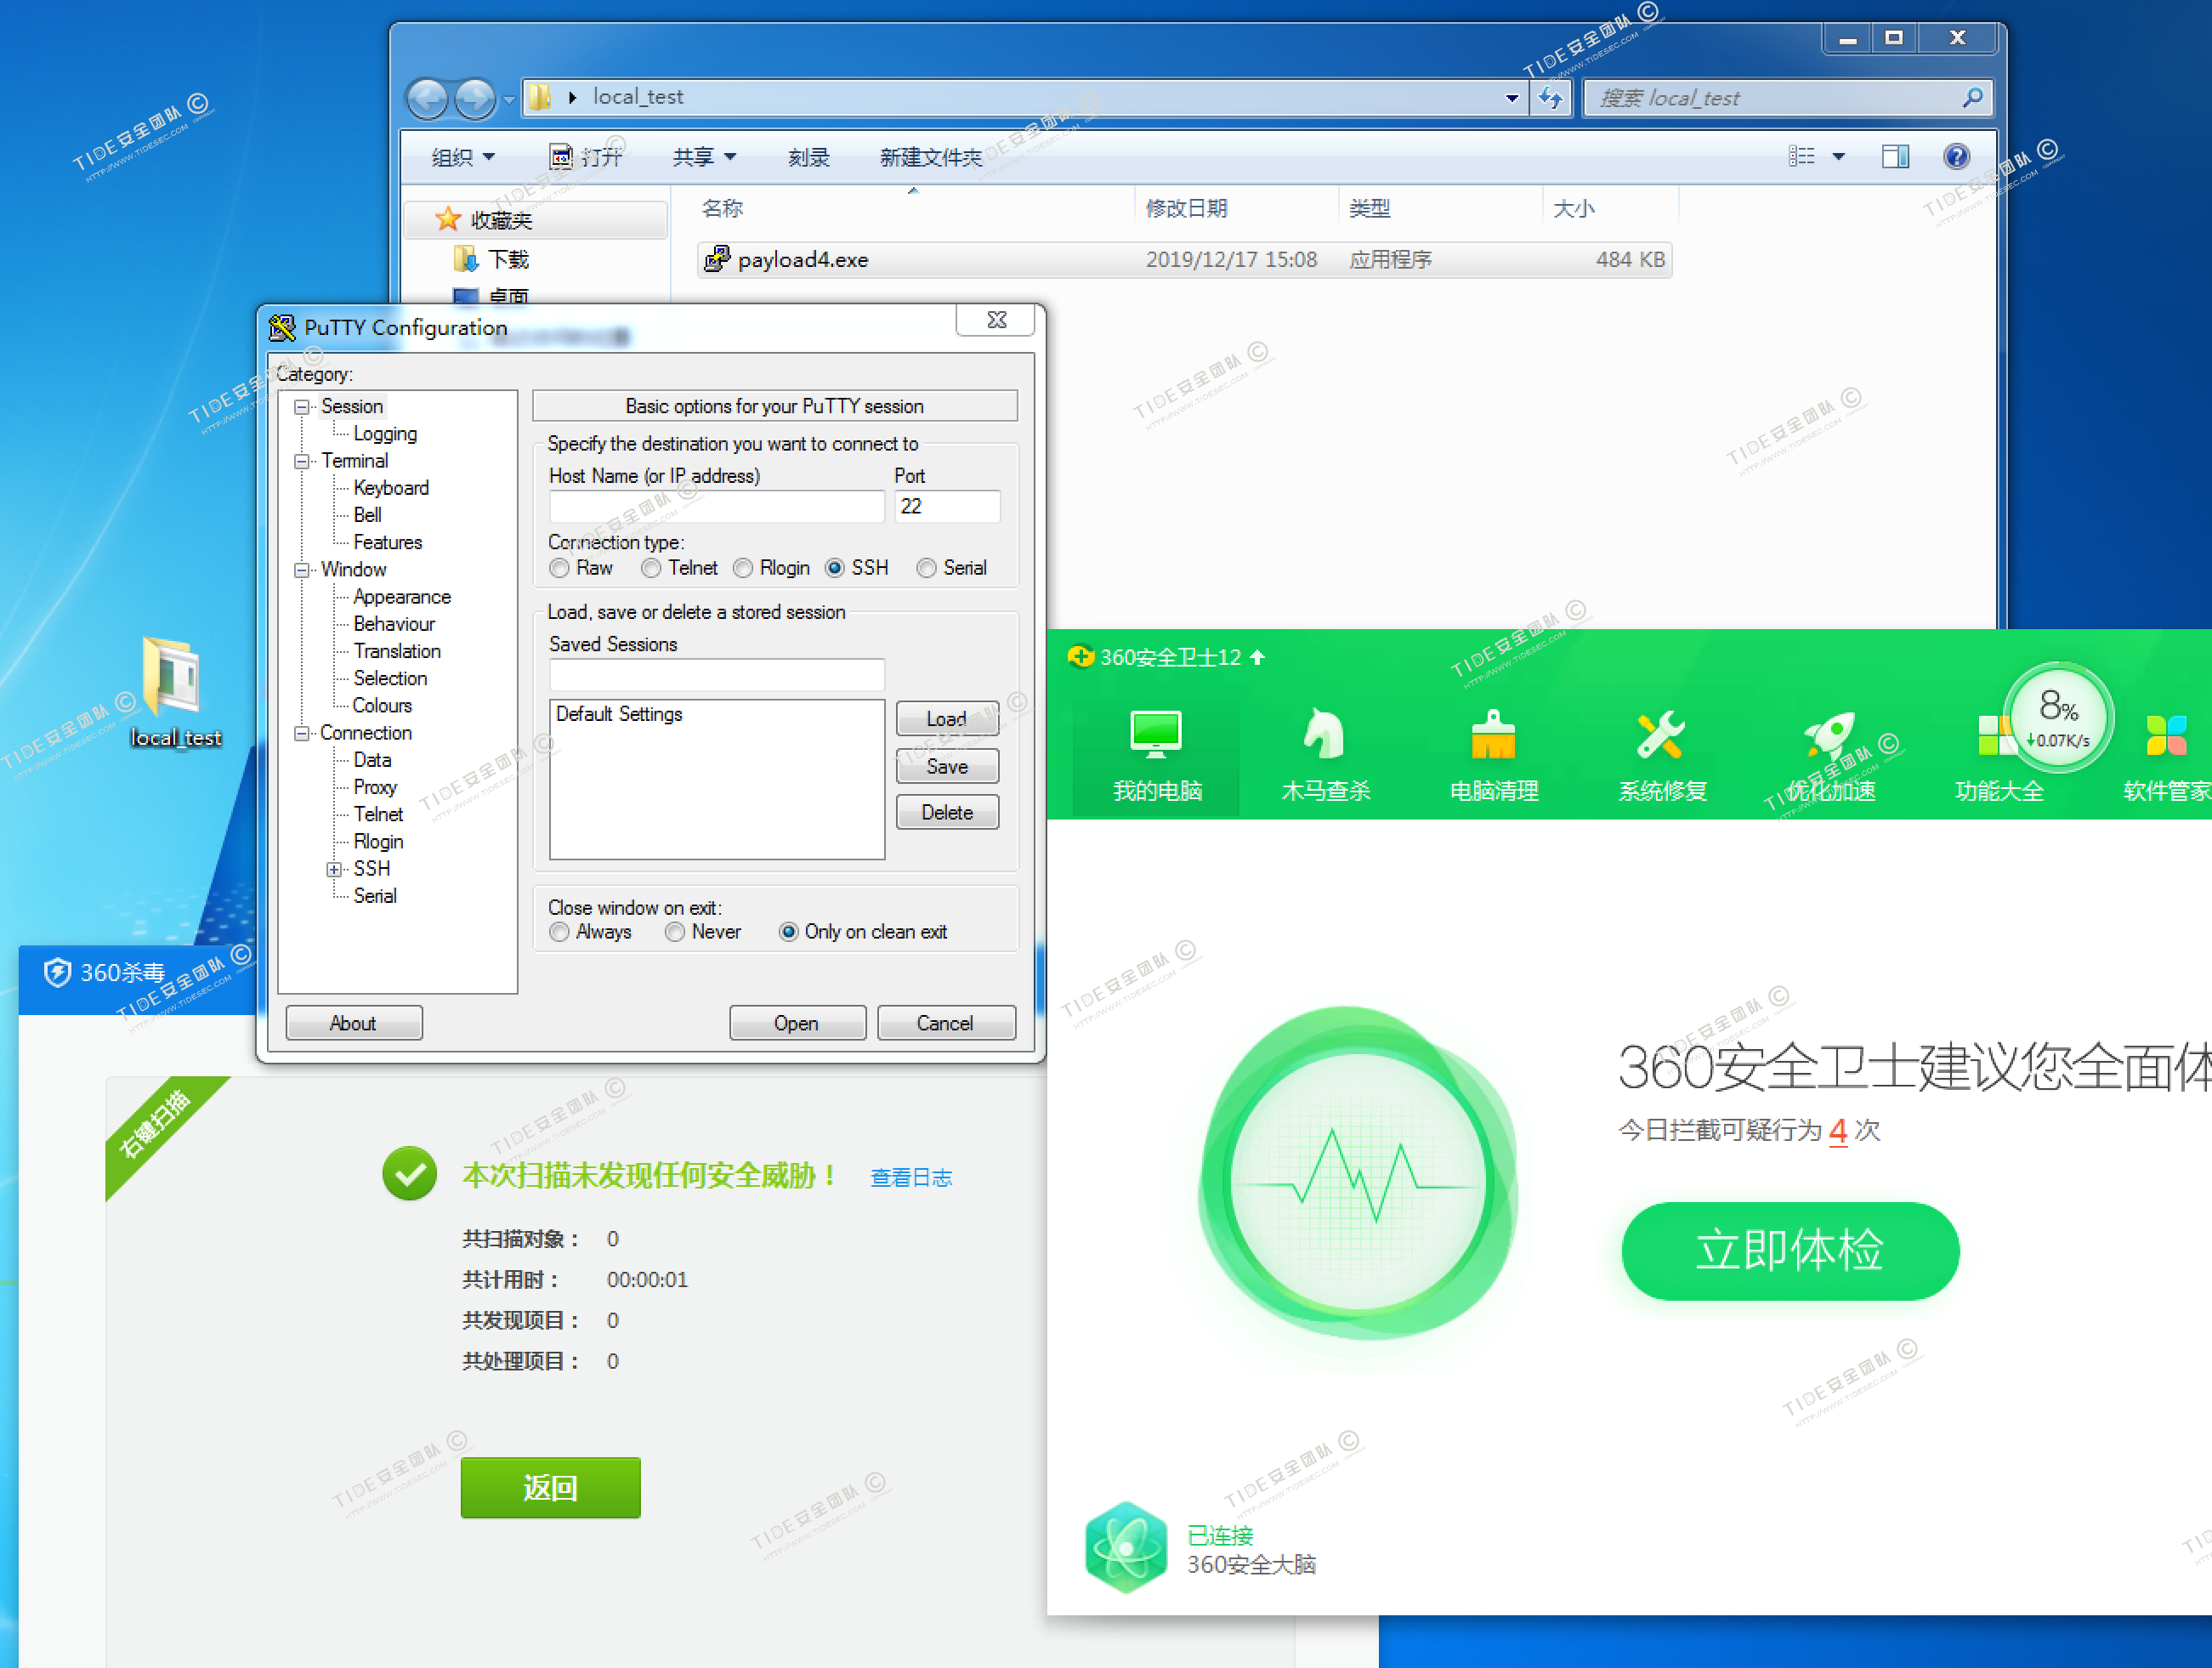 local_test
搜索 local_test
组织
打开
共享
刻录
新建文件夹
名称
修改日期
类型
大小
收藏夹
下载
桌面
payload4.exe
2019/12/17 15:08
应用程序
484 KB
PuTTY Configuration
Category:
Session
Logging
Terminal
Keyboard
Bell
Features
Window
Appearance
Behaviour
Translation
Selection
Colours
Connection
Data
Proxy
Telnet
Rlogin
SSH
Serial
Basic options for your PuTTY session
Specify the destination you want to connect to
Host Name (or IP address)
Port
22
Connection type:
Raw
Telnet
Rlogin
SSH
Serial
Load, save or delete a stored session
Saved Sessions
Default Settings
Load
Save
Delete
Close window on exit:
Always
Never
Only on clean exit
About
Open
Cancel
local_test
360安全卫士12
我的电脑
木马查杀
电脑清理
系统修复
优化加速
功能大全
软件管家
8%
0.07K/s
360安全卫士建议您全面体
今日拦截可疑行为 4 次
立即体检
已连接
360安全大脑
360杀毒
右键扫描
本次扫描未发现任何安全威胁！
查看日志
共扫描对象： 0
共计用时： 00:00:01
共发现项目： 0
共处理项目： 0
返回
TIDE安全团队 ©
HTTP://WWW.TIDESEC.COM